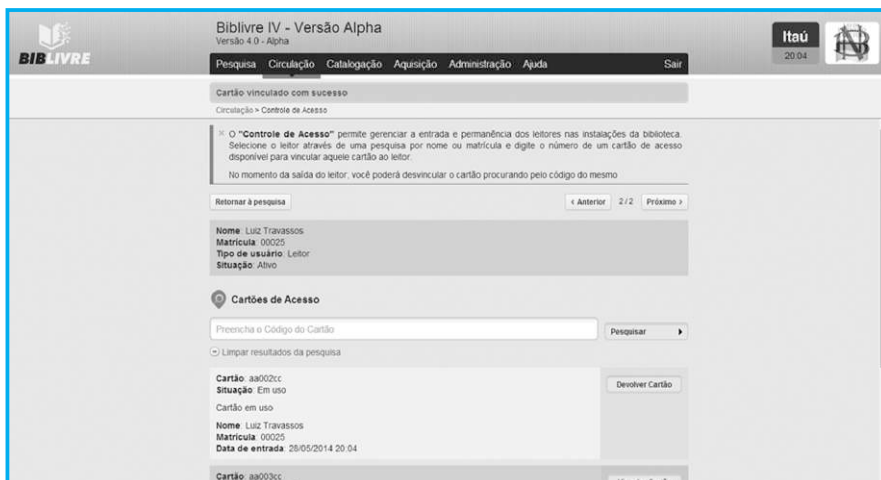 BIBLIVRE
Biblivre IV - Versão Alpha
Versão 4.0 - Alpha
Itaú
20:04
Pesquisa Circulação Catalogação Aquisição Administração Ajuda Sair
Cartão vinculado com sucesso
Circulação > Controle de Acesso
× O "Controle de Acesso" permite gerenciar a entrada e permanência dos leitores nas instalações da biblioteca.
Selecione o leitor através de uma pesquisa por nome ou matrícula e digite o número de um cartão de acesso
disponível para vincular aquele cartão ao leitor.
No momento da saída do leitor, você poderá desvincular o cartão procurando pelo código do mesmo
Retornar à pesquisa
‹ Anterior 2 / 2 Próximo ›
Nome: Luiz Travassos
Matrícula: 00025
Tipo de usuário: Leitor
Situação: Ativo
Cartões de Acesso
Preencha o Código do Cartão
Pesquisar
Limpar resultados da pesquisa
Cartão: aa002cc
Situação: Em uso
Devolver Cartão
Cartão em uso
Nome: Luiz Travassos
Matrícula: 00025
Data de entrada: 28/05/2014 20:04
Cartão: aa003cc